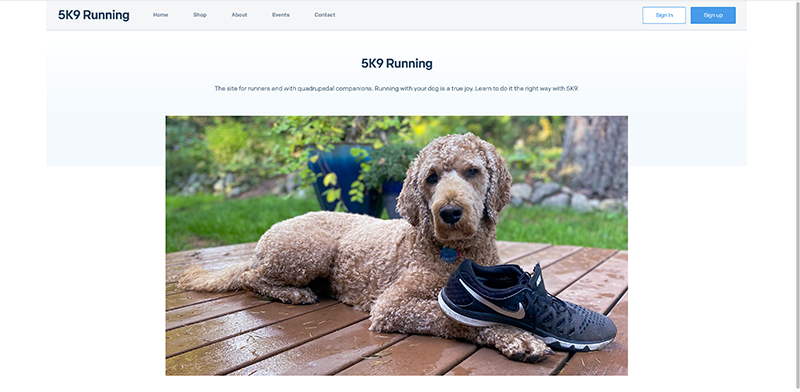 5K9 Running
Home Shop About Events Contact Sign In Sign up
5K9 Running
The site for runners and with quadrupedal companions. Running with your dog is a true joy. Learn to do it the right way with 5K9.